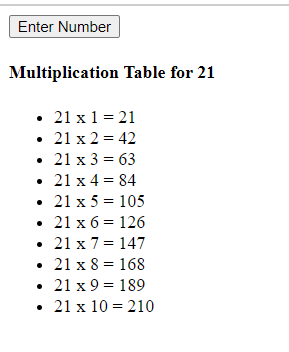 Enter Number
Multiplication Table for 21
21 x 1 = 21
21 x 2 = 42
21 x 3 = 63
21 x 4 = 84
21 x 5 = 105
21 x 6 = 126
21 x 7 = 147
21 x 8 = 168
21 x 9 = 189
21 x 10 = 210